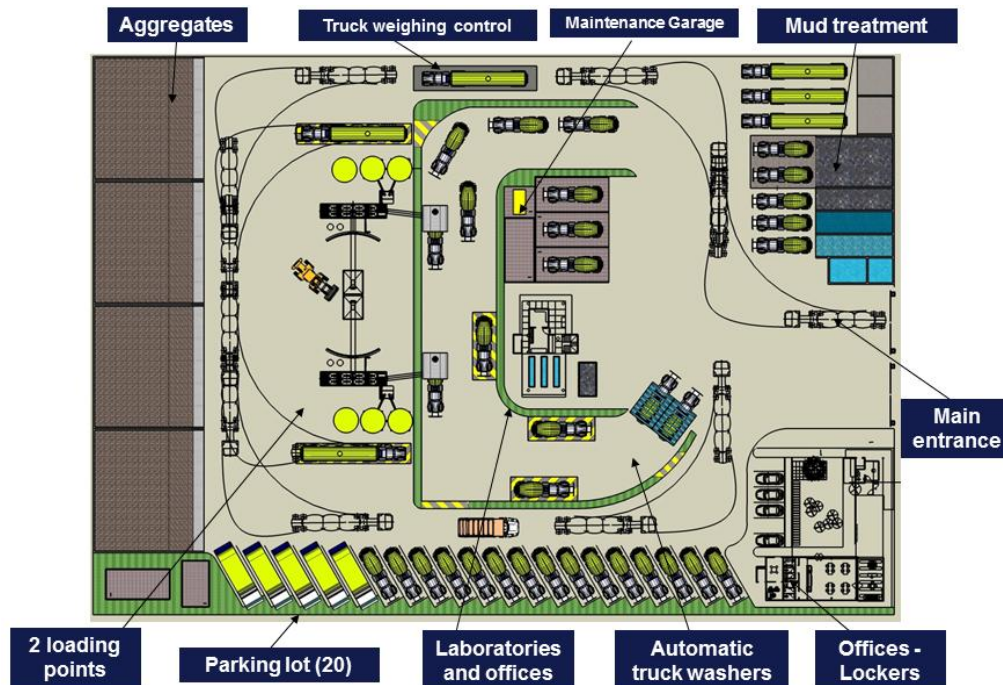 Aggregates
Truck weighing control
Maintenance Garage
Mud treatment
Main
entrance
2 loading
points
Parking lot (20)
Laboratories
and offices
Automatic
truck washers
Offices -
Lockers